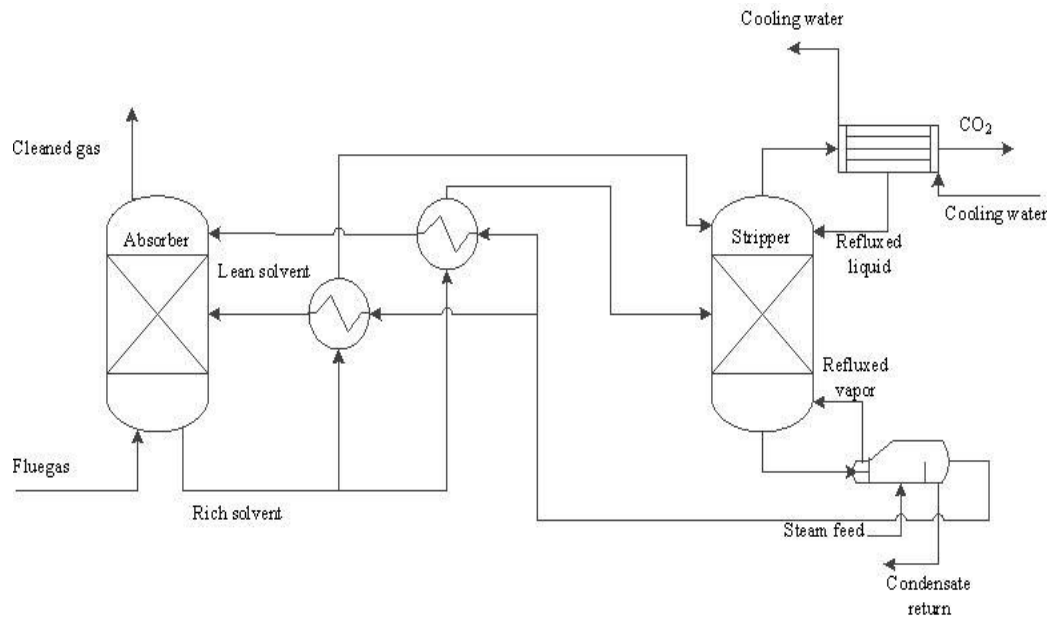 Cooling water
CO2
Cleaned gas
Cooling water
Absorber
Stripper
Refluxed
liquid
Lean solvent
Refluxed
vapor
Fluegas
Rich solvent
Steam feed
Condensate
return